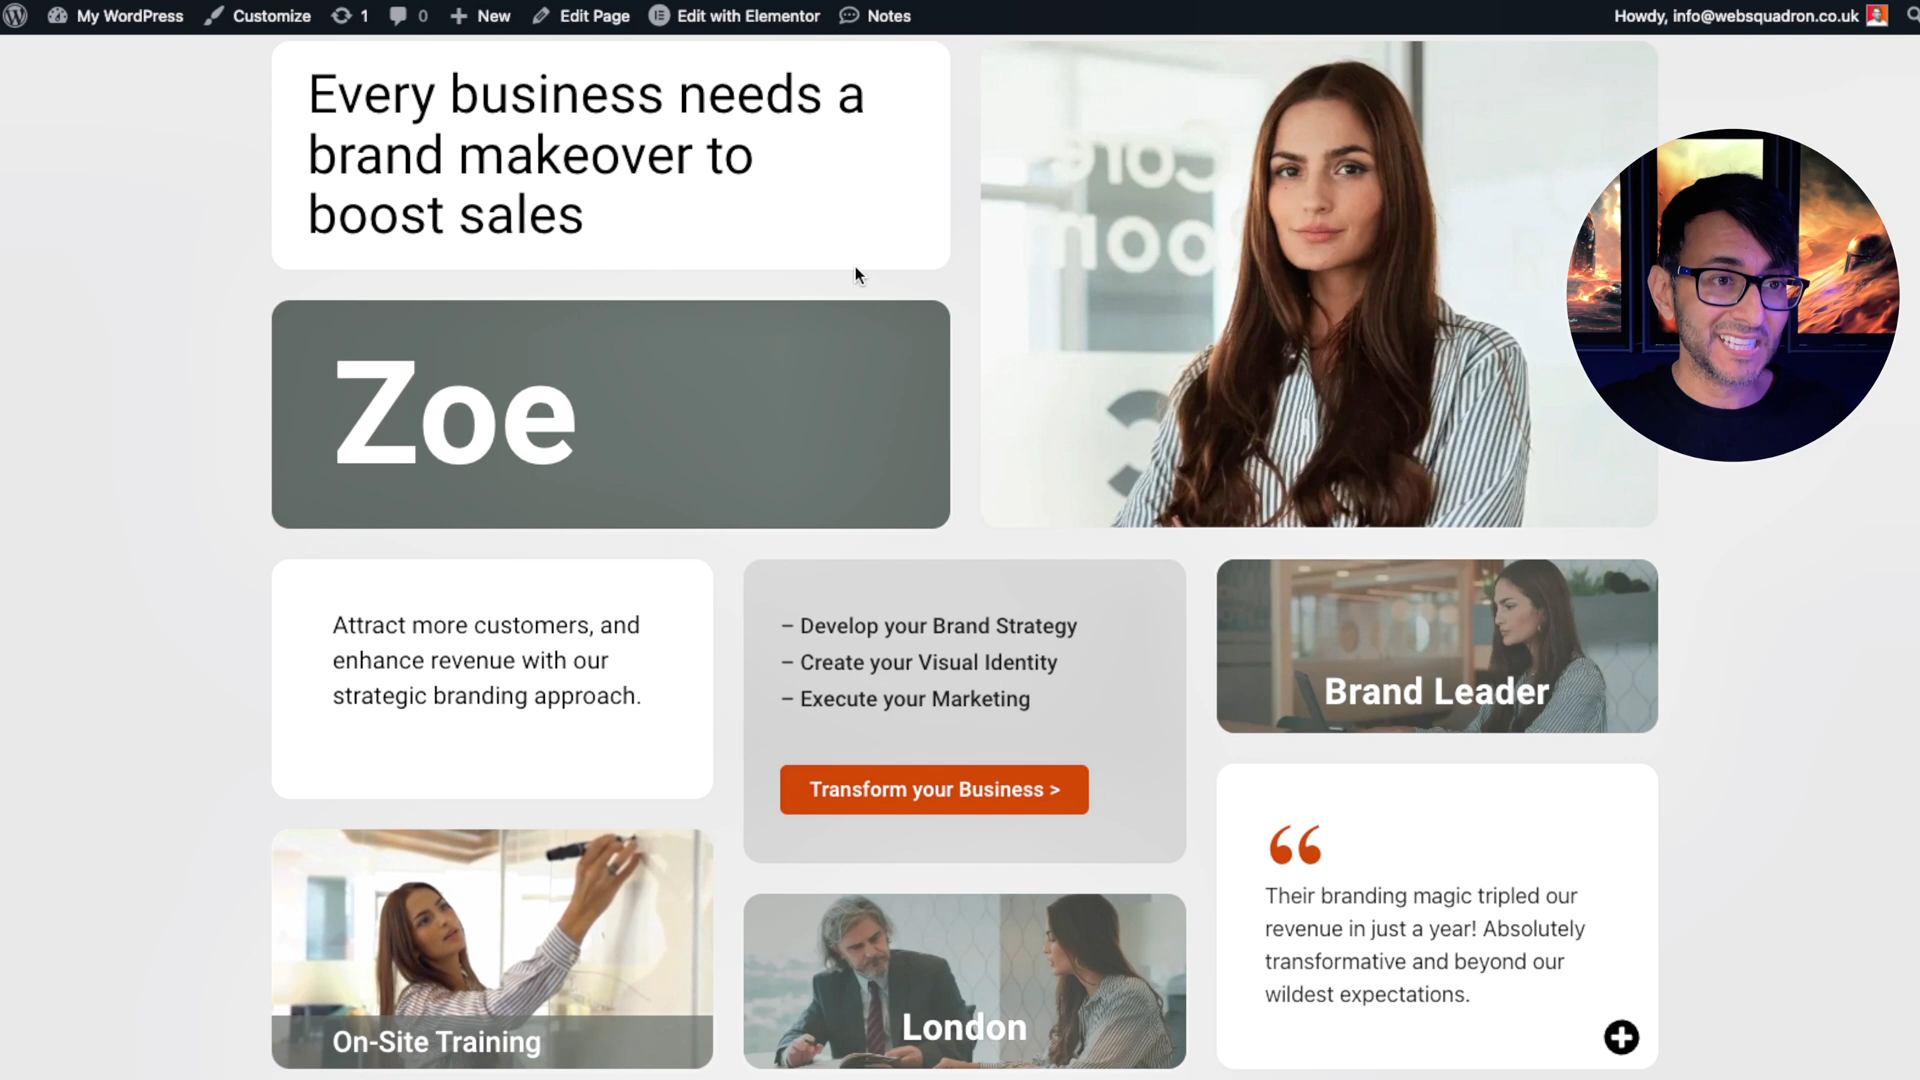 My WordPress Customize 1 0 New Edit Page Edit with Elementor Notes Howdy, info@websquadron.co.uk
Every business needs a
brand makeover to
boost sales
Zoe
Attract more customers, and
enhance revenue with our
strategic branding approach.
– Develop your Brand Strategy
– Create your Visual Identity
– Execute your Marketing
Transform your Business >
Brand Leader
“
Their branding magic tripled our
revenue in just a year! Absolutely
transformative and beyond our
wildest expectations.
On-Site Training
London